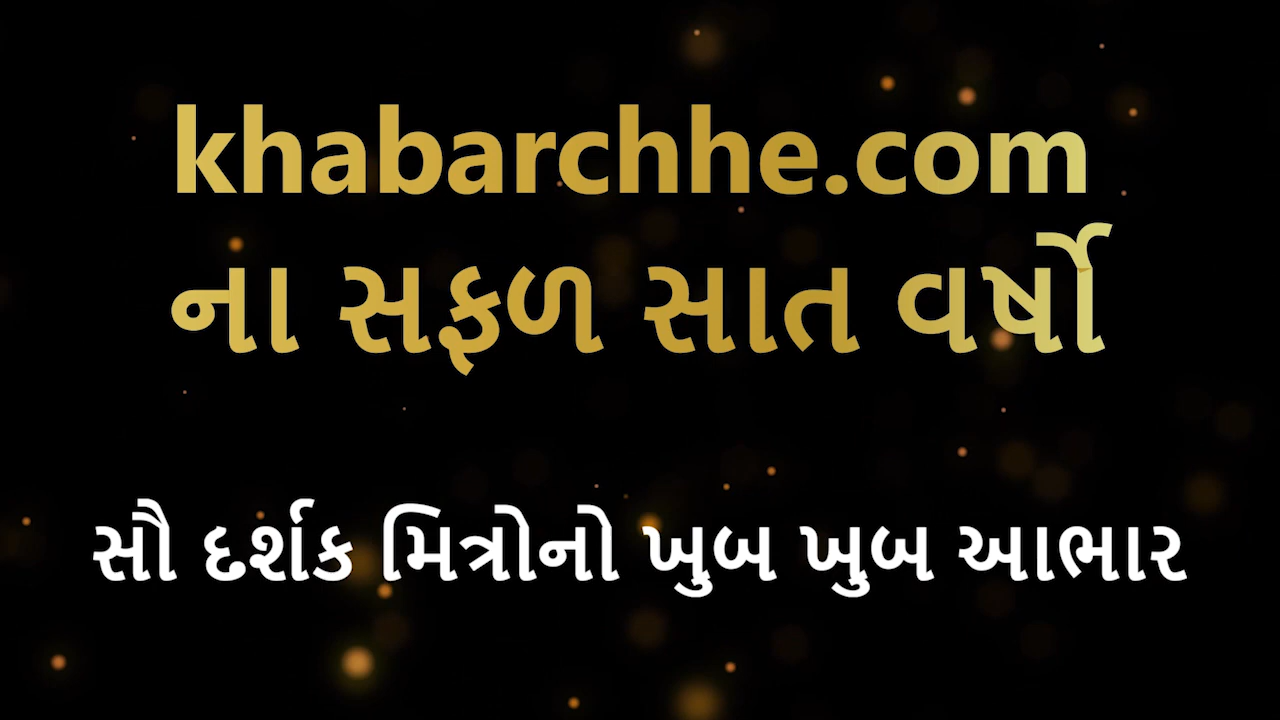 khabarchhe.com
ના સફળ સાત વર્ષો
સૌ દર્શક મિત્રોનો ખુબ ખુબ આભાર